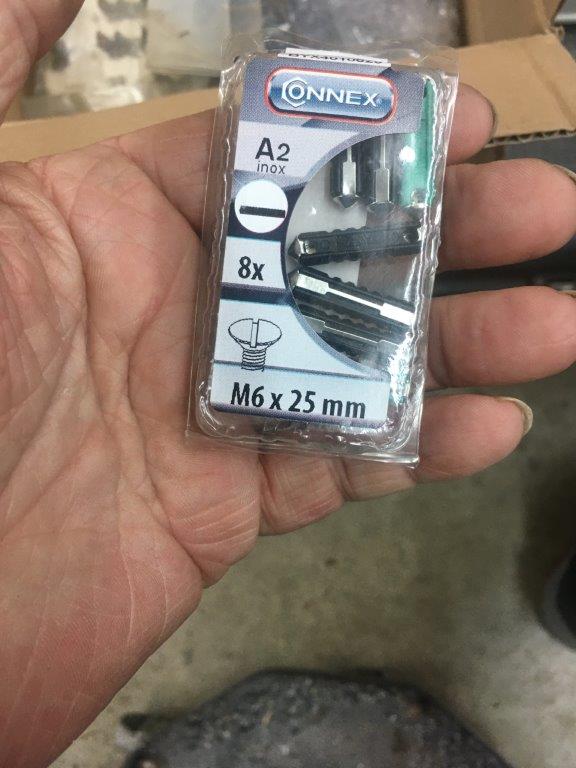 CONNEX
A2
inox
8x
M6 x 25 mm